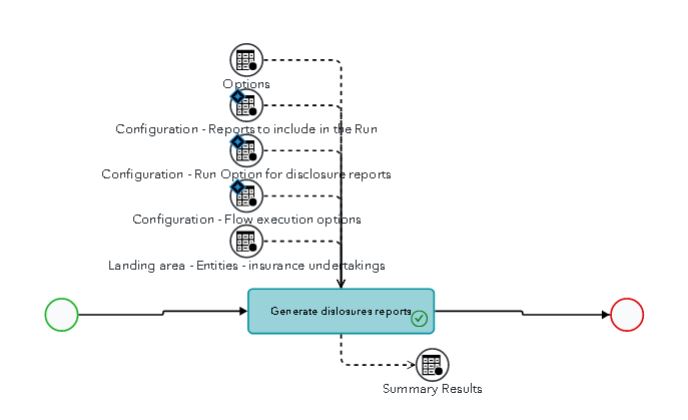 Options
Configuration - Reports to include in the Run
Configuration - Run Option for disclosure reports
Configuration - Flow execution options
Landing area - Entities - insurance undertakings
Generate dislosures reports
Summary Results